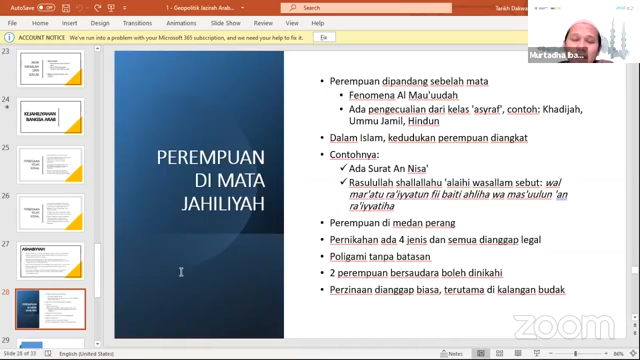 AutoSave Off
1 - Geopolitik Jazirah Arab...
Search
Tarikh Dakwa
File Home Insert Draw Design Transitions Animations Slide Show Review View Help
ACCOUNT NOTICE We've run into a problem with your Microsoft 365 subscription, and we need your help to fix it. Fix
Murtadha Iba...
23
24
25
26
27
28
29
KEJAHILIYAHAN BANGSA ARAB
ASHABIYYAH
PEREMPUAN
DI MATA
JAHILIYAH
• Perempuan dipandang sebelah mata
• Fenomena Al Mau'uudah
• Ada pengecualian dari kelas 'asyraf', contoh: Khadijah,
Ummu Jamil, Hindun
• Dalam Islam, kedudukan perempuan diangkat
• Contohnya:
✓ Ada Surat An Nisa'
✓ Rasulullah shallallahu 'alaihi wasallam sebut: wal
mar'atu ra'iyyatun fii baiti ahliha wa mas'uulun 'an
ra'iyyatiha
• Perempuan di medan perang
• Pernikahan ada 4 jenis dan semua dianggap legal
• Poligami tanpa batasan
• 2 perempuan bersaudara boleh dinikahi
• Perzinaan dianggap biasa, terutama di kalangan budak
zoom
Slide 28 of 33 English (United States) Notes 86%